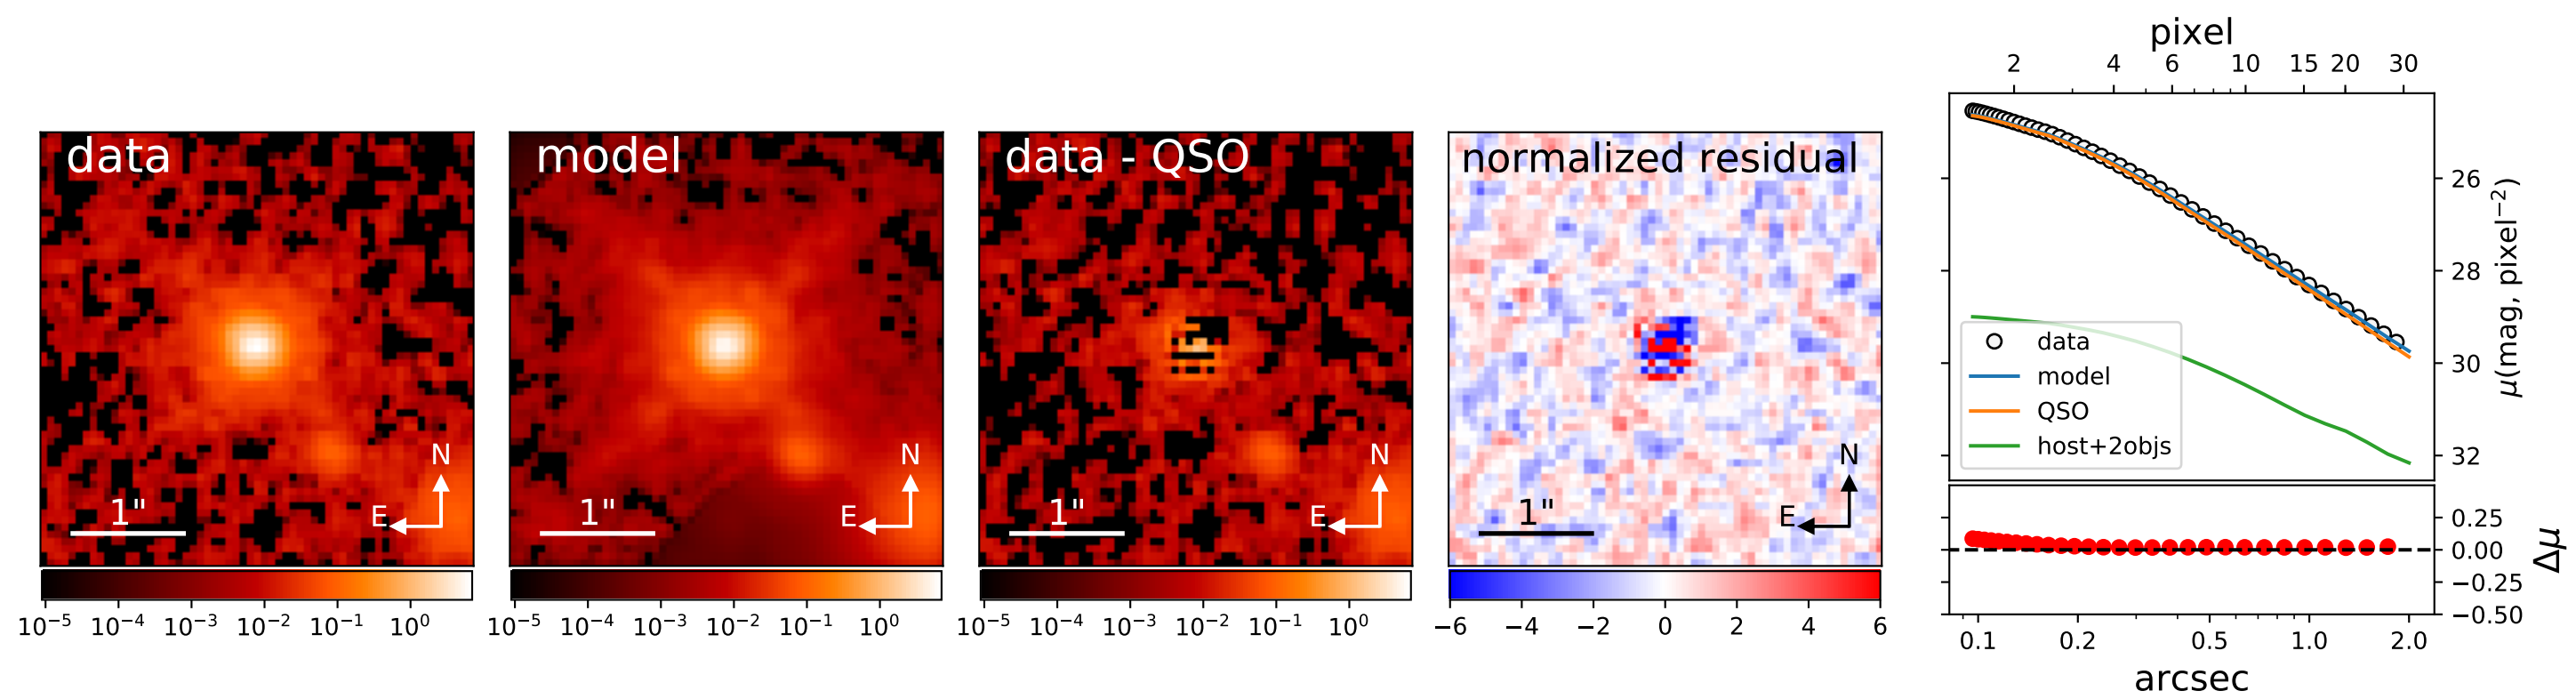 data
1"
N
E
10⁻⁵ 10⁻⁴ 10⁻³ 10⁻² 10⁻¹ 10⁰
model
1"
N
E
10⁻⁵ 10⁻⁴ 10⁻³ 10⁻² 10⁻¹ 10⁰
data - QSO
1"
N
E
10⁻⁵ 10⁻⁴ 10⁻³ 10⁻² 10⁻¹ 10⁰
normalized residual
1"
N
E
−6 −4 −2 0 2 4 6
pixel
2 4 6 10 15 20 30
26
28
30
32
μ(mag, pixel⁻²)
data
model
QSO
host+2objs
0.25
0.00
−0.25
−0.50
Δμ
0.1 0.2 0.5 1.0 2.0
arcsec